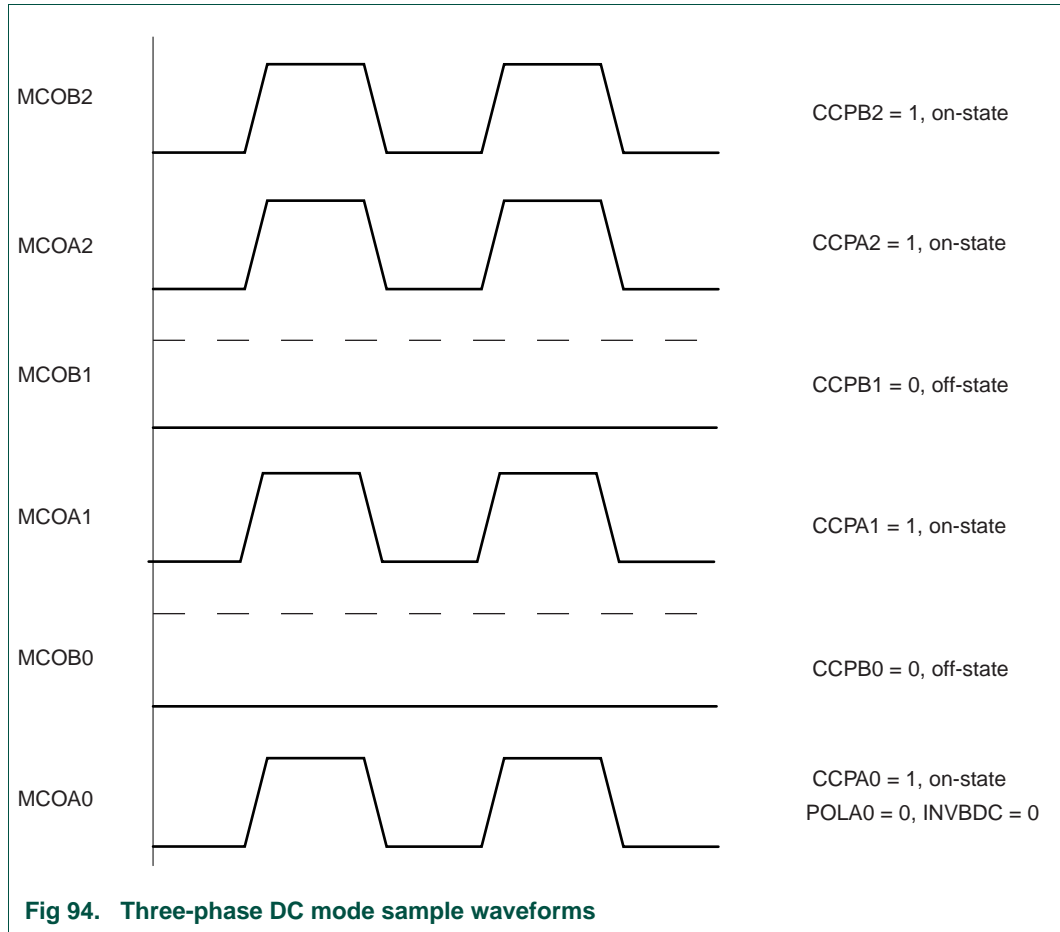 MCOB2
CCPB2 = 1, on-state
MCOA2
CCPA2 = 1, on-state
MCOB1
CCPB1 = 0, off-state
MCOA1
CCPA1 = 1, on-state
MCOB0
CCPB0 = 0, off-state
MCOA0
CCPA0 = 1, on-state
POLA0 = 0, INVBDC = 0
Fig 94. Three-phase DC mode sample waveforms